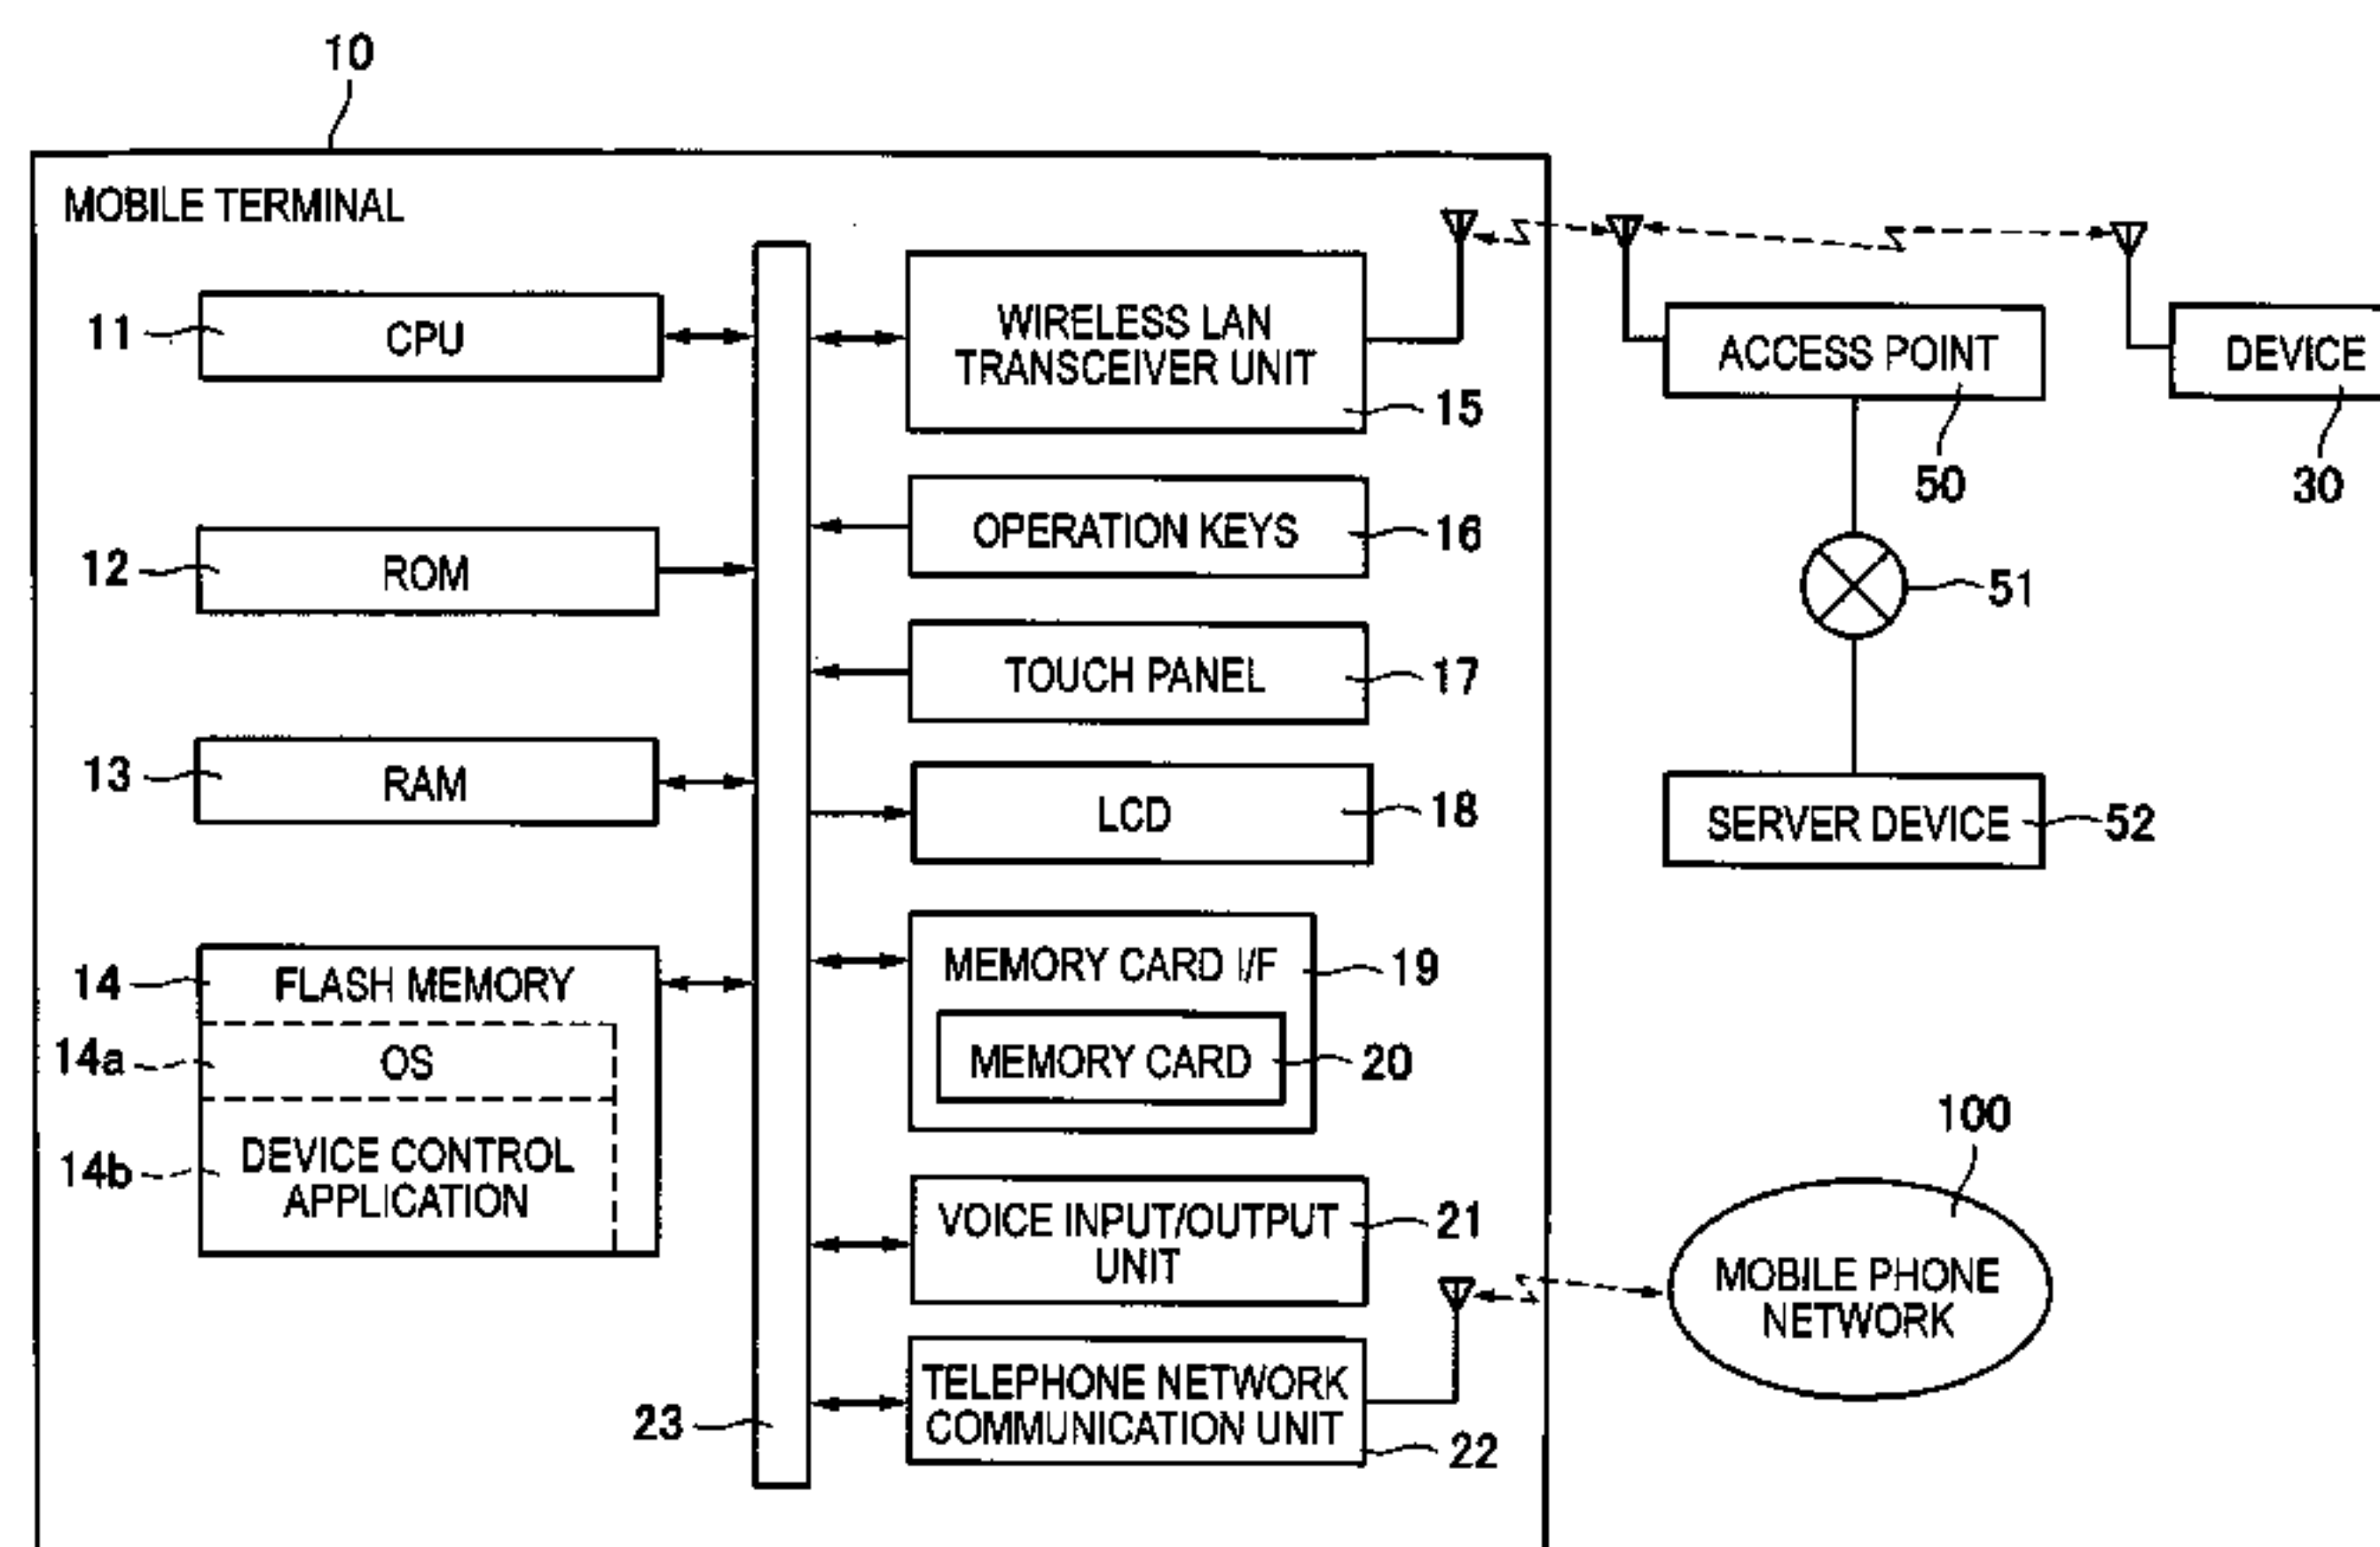 10
MOBILE TERMINAL
11
CPU
12
ROM
13
RAM
14
FLASH MEMORY
14a
OS
14b
DEVICE CONTROL
APPLICATION
23
WIRELESS LAN
TRANSCEIVER UNIT
15
OPERATION KEYS
16
TOUCH PANEL
17
LCD
18
MEMORY CARD I/F
19
MEMORY CARD
20
VOICE INPUT/OUTPUT
UNIT
21
TELEPHONE NETWORK
COMMUNICATION UNIT
22
ACCESS POINT
50
DEVICE
30
51
SERVER DEVICE
52
100
MOBILE PHONE
NETWORK